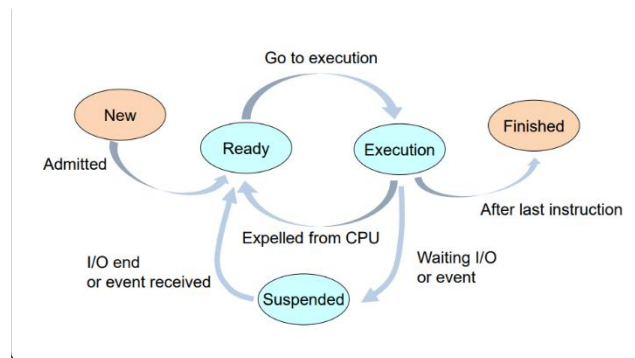 Go to execution
New
Finished
Ready
Execution
Admitted
After last instruction
Expelled from CPU
I/O end
or event received
Waiting I/O
or event
Suspended